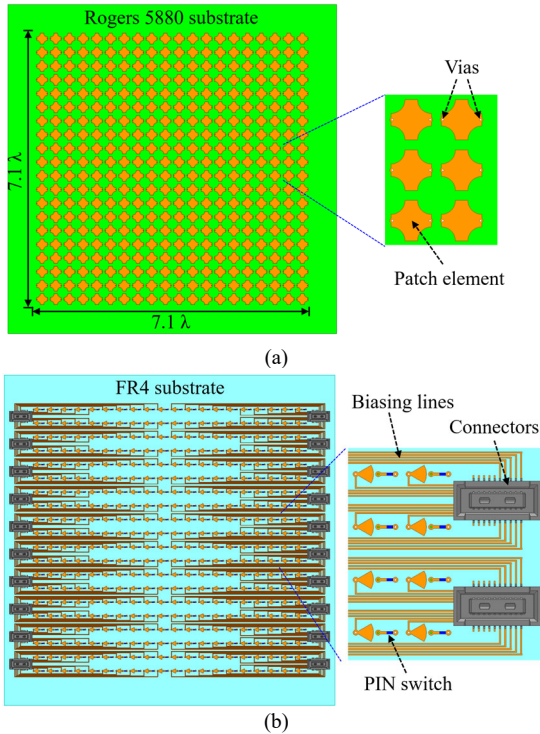 Rogers 5880 substrate
7.1 λ
7.1 λ
Vias
Patch element
(a)
FR4 substrate
Biasing lines
Connectors
PIN switch
(b)